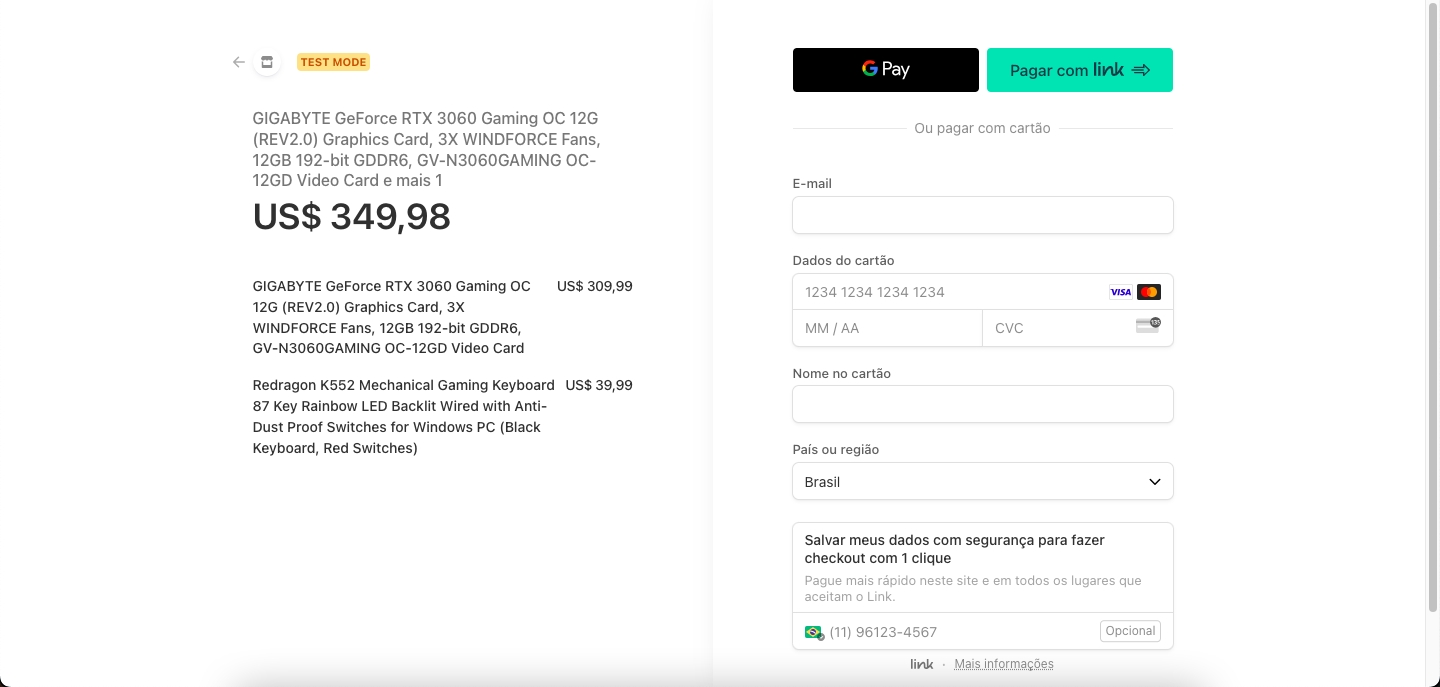 TEST MODE
GIGABYTE GeForce RTX 3060 Gaming OC 12G
(REV2.0) Graphics Card, 3X WINDFORCE Fans,
12GB 192-bit GDDR6, GV-N3060GAMING OC-
12GD Video Card e mais 1
US$ 349,98
GIGABYTE GeForce RTX 3060 Gaming OC US$ 309,99
12G (REV2.0) Graphics Card, 3X
WINDFORCE Fans, 12GB 192-bit GDDR6,
GV-N3060GAMING OC-12GD Video Card
Redragon K552 Mechanical Gaming Keyboard US$ 39,99
87 Key Rainbow LED Backlit Wired with Anti-
Dust Proof Switches for Windows PC (Black
Keyboard, Red Switches)
G Pay Pagar com link
Ou pagar com cartão
E-mail
Dados do cartão
1234 1234 1234 1234 VISA
MM / AA CVC 135
Nome no cartão
País ou região
Brasil
Salvar meus dados com segurança para fazer
checkout com 1 clique
Pague mais rápido neste site e em todos os lugares que
aceitam o Link.
(11) 96123-4567 Opcional
link · Mais informações